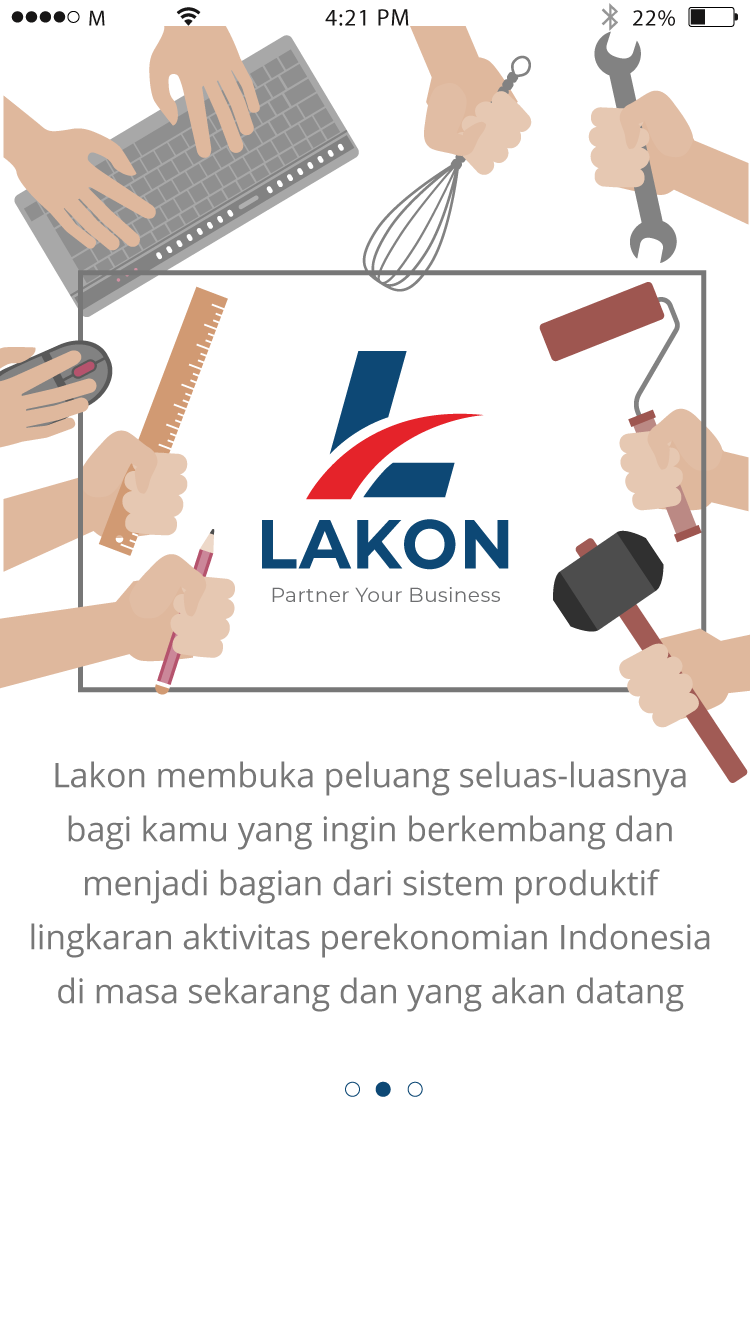 M
4:21 PM
22%
LAKON
Partner Your Business
Lakon membuka peluang seluas-luasnya
bagi kamu yang ingin berkembang dan
menjadi bagian dari sistem produktif
lingkaran aktivitas perekonomian Indonesia
di masa sekarang dan yang akan datang